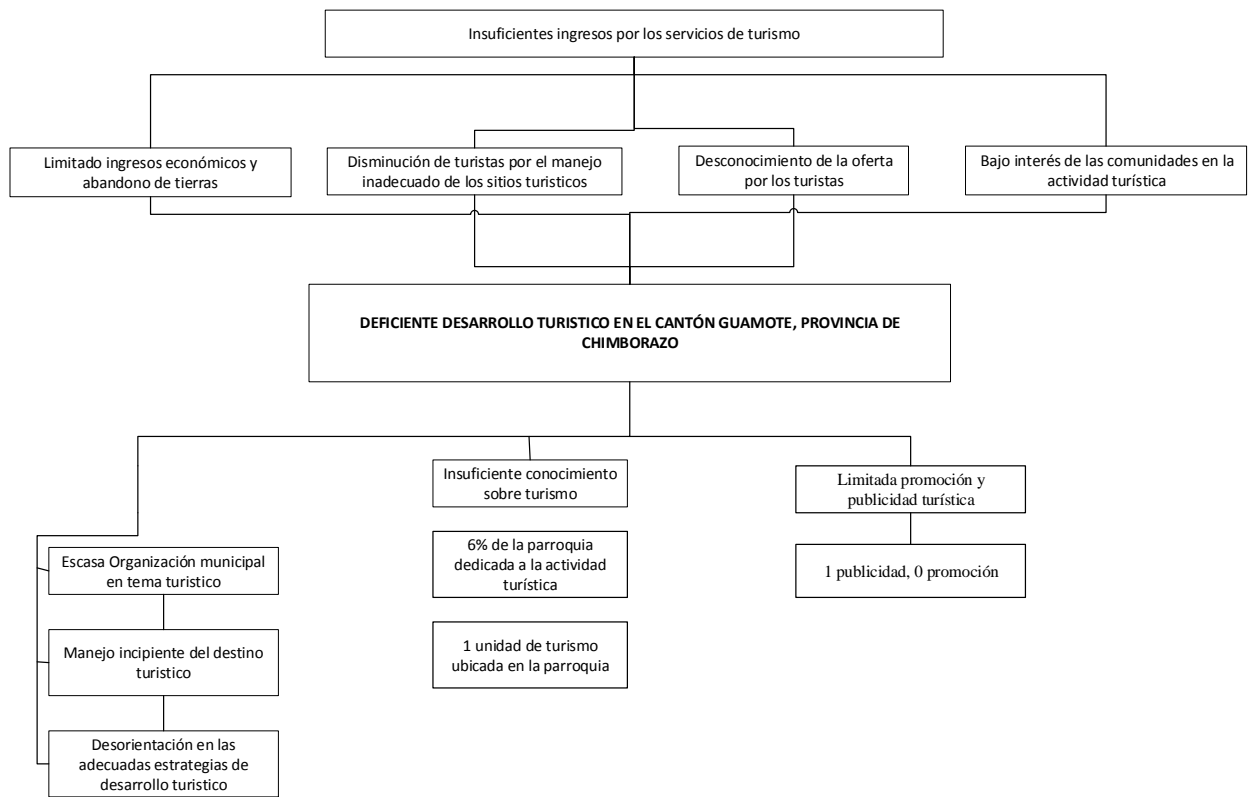 Insuficientes ingresos por los servicios de turismo
Limitado ingresos económicos y
abandono de tierras
Disminución de turistas por el manejo
inadecuado de los sitios turisticos
Desconocimiento de la oferta
por los turistas
Bajo interés de las comunidades en la
actividad turística
DEFICIENTE DESARROLLO TURISTICO EN EL CANTÓN GUAMOTE, PROVINCIA DE
CHIMBORAZO
Escasa Organización municipal
en tema turistico
Manejo incipiente del destino
turistico
Desorientación en las
adecuadas estrategias de
desarrollo turistico
Insuficiente conocimiento
sobre turismo
6% de la parroquia
dedicada a la actividad
turística
1 unidad de turismo
ubicada en la parroquia
Limitada promoción y
publicidad turística
1 publicidad, 0 promoción